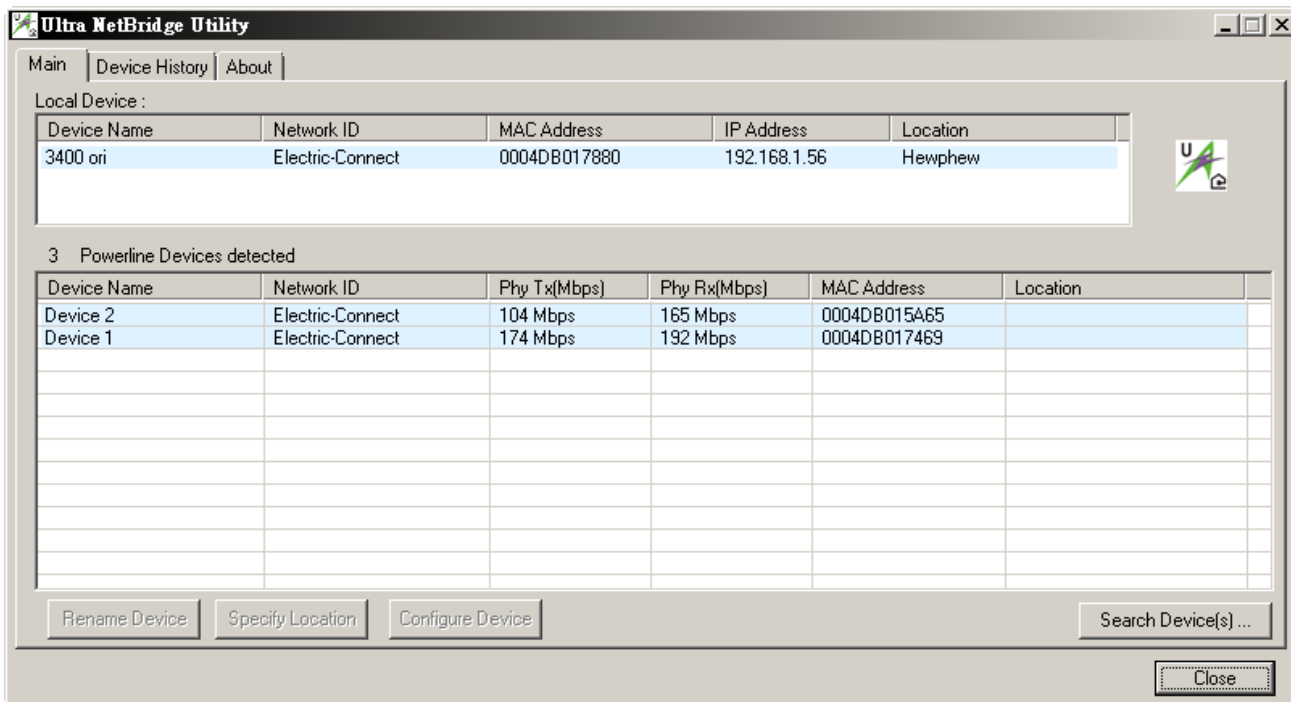 Ultra NetBridge Utility
Main Device History About
Local Device :
Device Name Network ID MAC Address IP Address Location
3400 ori Electric-Connect 0004DB017880 192.168.1.56 Hewphew
U
3 Powerline Devices detected
Device Name Network ID Phy Tx(Mbps) Phy Rx(Mbps) MAC Address Location
Device 2 Electric-Connect 104 Mbps 165 Mbps 0004DB015A65
Device 1 Electric-Connect 174 Mbps 192 Mbps 0004DB017469
Rename Device Specify Location Configure Device Search Device(s) ...
Close